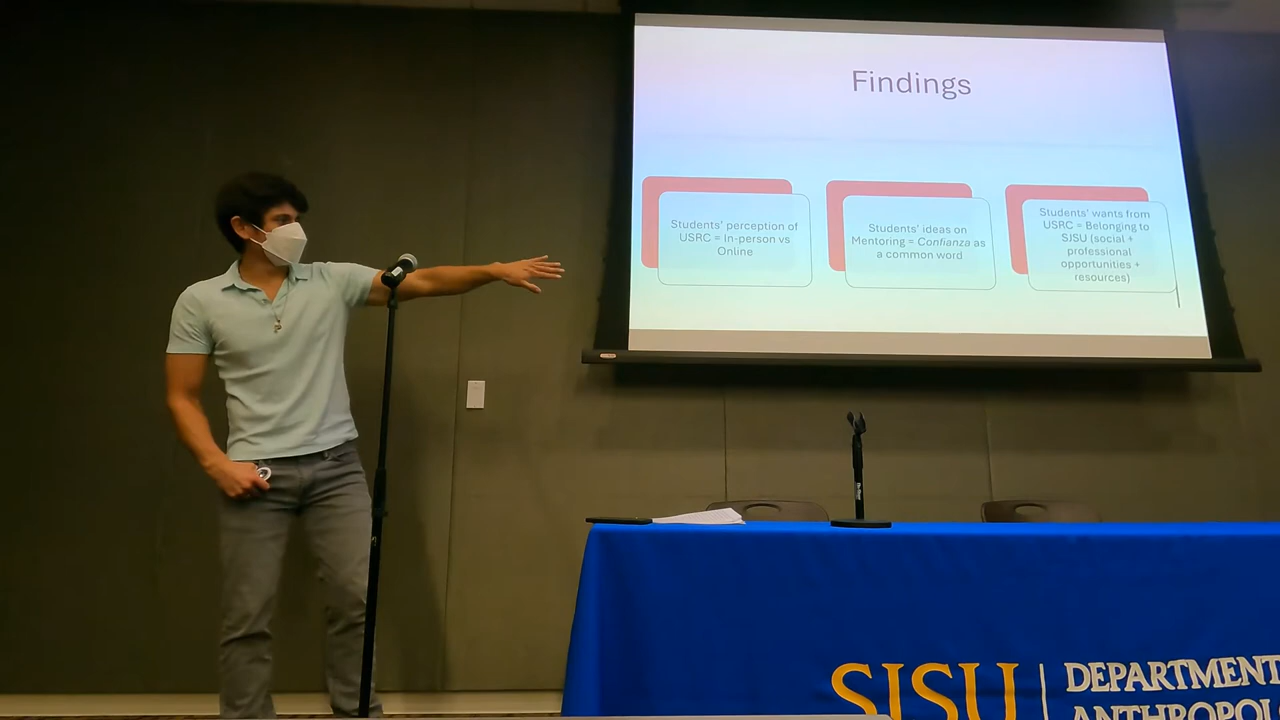 Findings
Students' perception of
USRC = In-person vs
Online
Students' ideas on
Mentoring = Confianza as
a common word
Students' wants from
USRC = Belonging to
SJSU (social +
professional
opportunities +
resources)
SJSU
DEPARTMENT
ANTHROPOLO